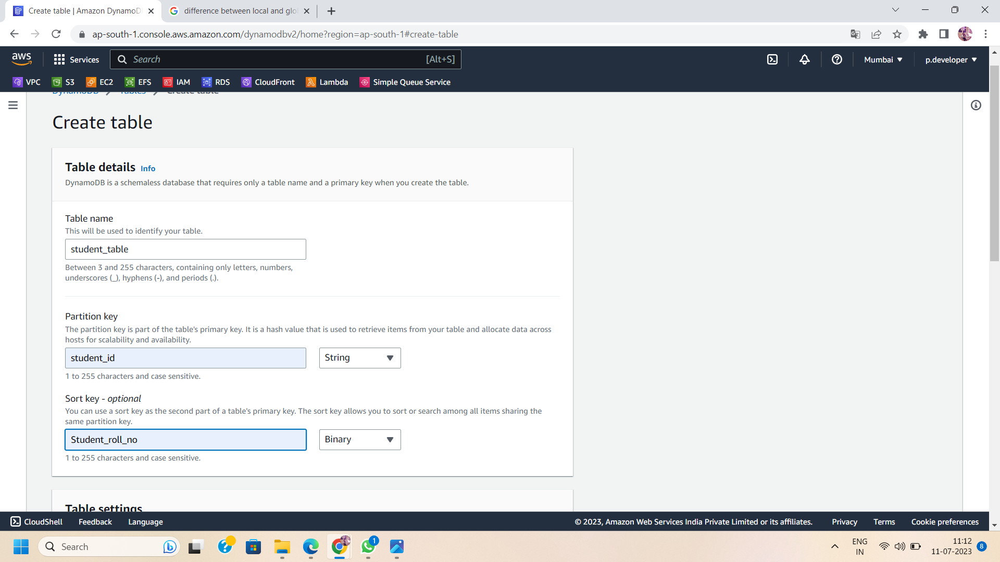 Create table | Amazon DynamoD
difference between local and glo
ap-south-1.console.aws.amazon.com/dynamodbv2/home?region=ap-south-1#create-table
aws
Services
Search
[Alt+S]
Mumbai
p.developer
VPC
S3
EC2
EFS
IAM
RDS
CloudFront
Lambda
Simple Queue Service
DynamoDB
Tables
Create table
Create table
Table details Info
DynamoDB is a schemaless database that requires only a table name and a primary key when you create the table.
Table name
This will be used to identify your table.
student_table
Between 3 and 255 characters, containing only letters, numbers,
underscores (_), hyphens (-), and periods (.).
Partition key
The partition key is part of the table's primary key. It is a hash value that is used to retrieve items from your table and allocate data across
hosts for scalability and availability.
student_id
String
1 to 255 characters and case sensitive.
Sort key - optional
You can use a sort key as the second part of a table's primary key. The sort key allows you to sort or search among all items sharing the
same partition key.
Student_roll_no
Binary
1 to 255 characters and case sensitive.
Table settings
CloudShell
Feedback
Language
© 2023, Amazon Web Services India Private Limited or its affiliates.
Privacy
Terms
Cookie preferences
Search
1
ENG
IN
11:12
11-07-2023
8